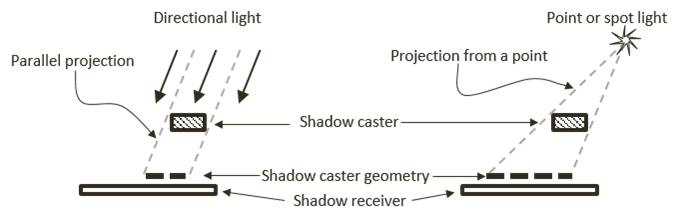 Directional light
Point or spot light
Parallel projection
Projection from a point
Shadow caster
Shadow caster geometry
Shadow receiver